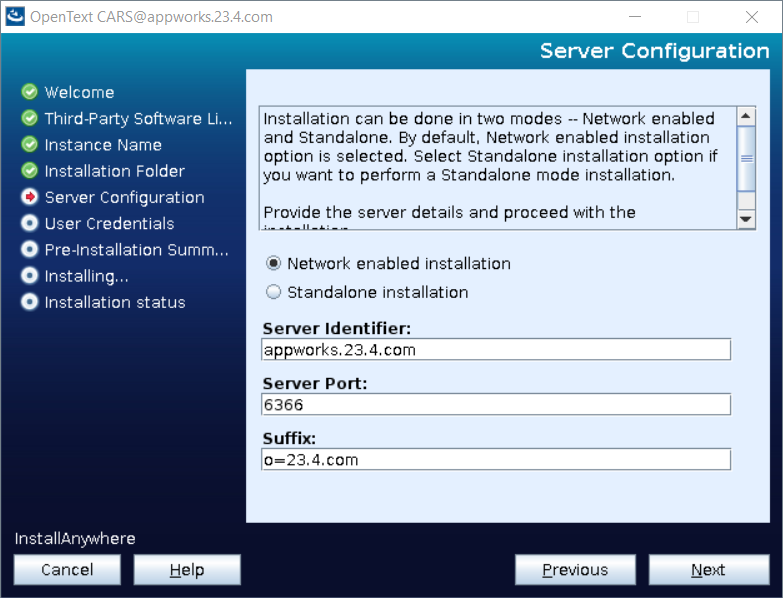 OpenText CARS@appworks.23.4.com
Server Configuration
Welcome
Third-Party Software Li...
Instance Name
Installation Folder
Server Configuration
User Credentials
Pre-Installation Summ...
Installing...
Installation status
Installation can be done in two modes -- Network enabled
and Standalone. By default, Network enabled installation
option is selected. Select Standalone installation option if
you want to perform a Standalone mode installation.
Provide the server details and proceed with the
installation
Network enabled installation
Standalone installation
Server Identifier:
appworks.23.4.com
Server Port:
6366
Suffix:
o=23.4.com
InstallAnywhere
Cancel
Help
Previous
Next